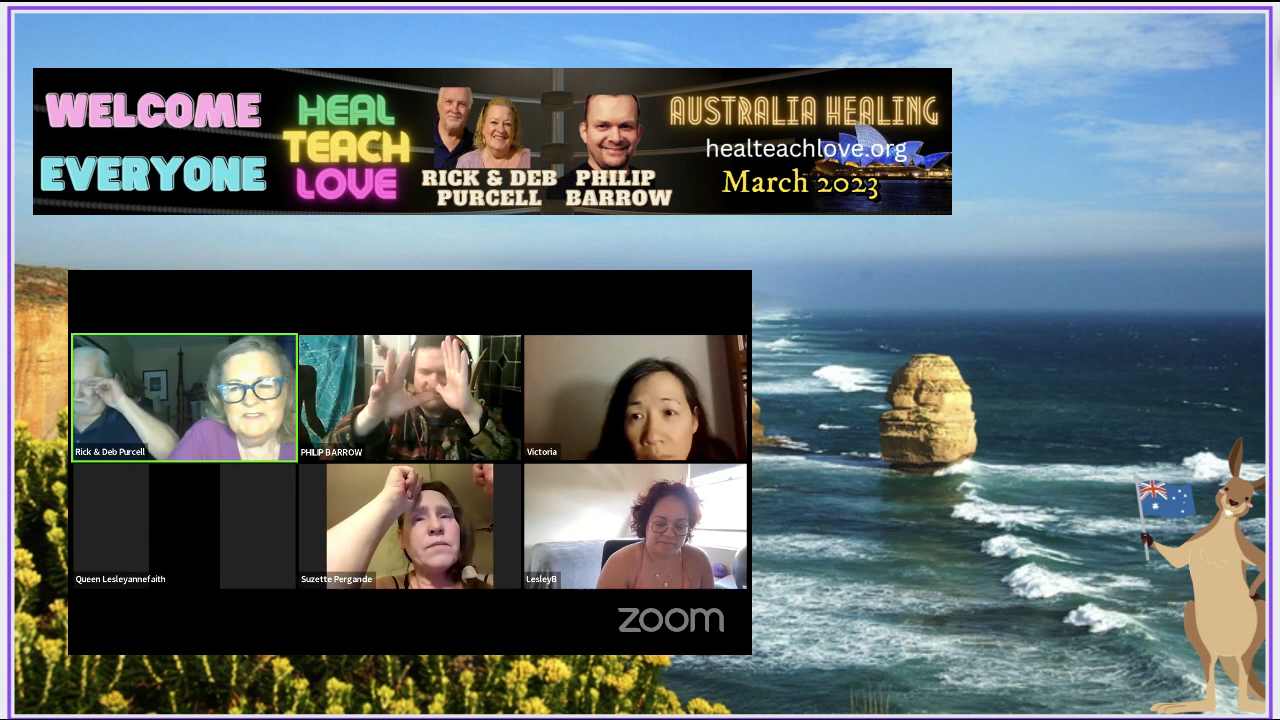 WELCOME
EVERYONE
HEAL
TEACH
LOVE
RICK & DEB
PURCELL
PHILIP
BARROW
AUSTRALIA HEALING
healteachlove.org
March 2023
Rick & Deb Purcell
PHILIP BARROW
Victoria
Queen Lesleyannefaith
Suzette Pergande
LesleyB
zoom